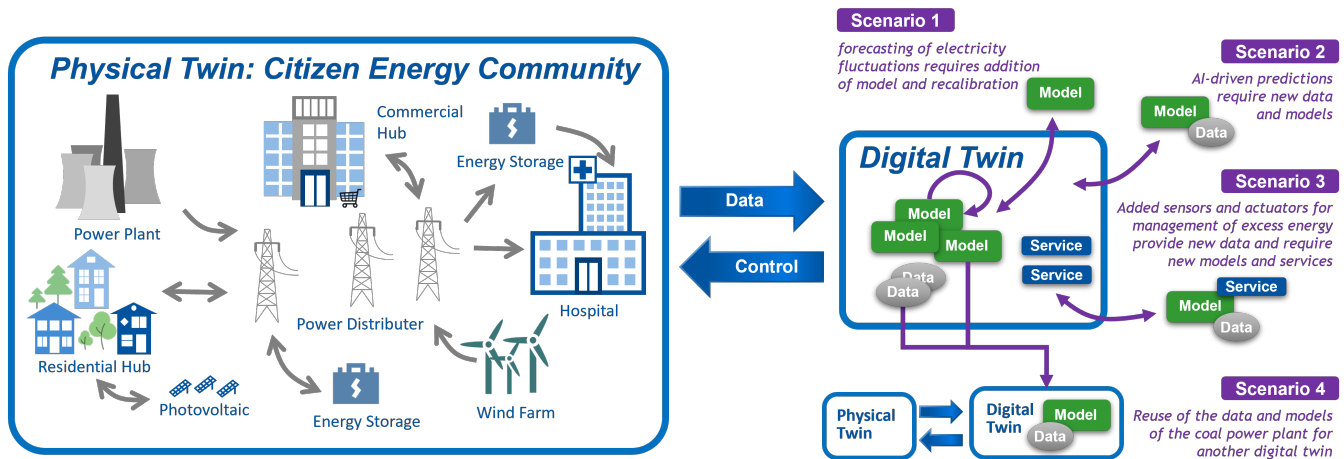 Physical Twin: Citizen Energy Community
Commercial
Hub
Energy Storage
Power Plant
Hospital
Power Distributer
Residential Hub
Photovoltaic
Energy Storage
Wind Farm
Data
Control
Scenario 1
forecasting of electricity
fluctuations requires addition
of model and recalibration
Model
Scenario 2
AI-driven predictions
require new data
and models
Model
Data
Digital Twin
Model
Model
Model
Data
Data
Service
Service
Scenario 3
Added sensors and actuators for
management of excess energy
provide new data and require
new models and services
Service
Model
Data
Scenario 4
Reuse of the data and models
of the coal power plant for
another digital twin
Physical
Twin
Digital
Twin
Model
Data